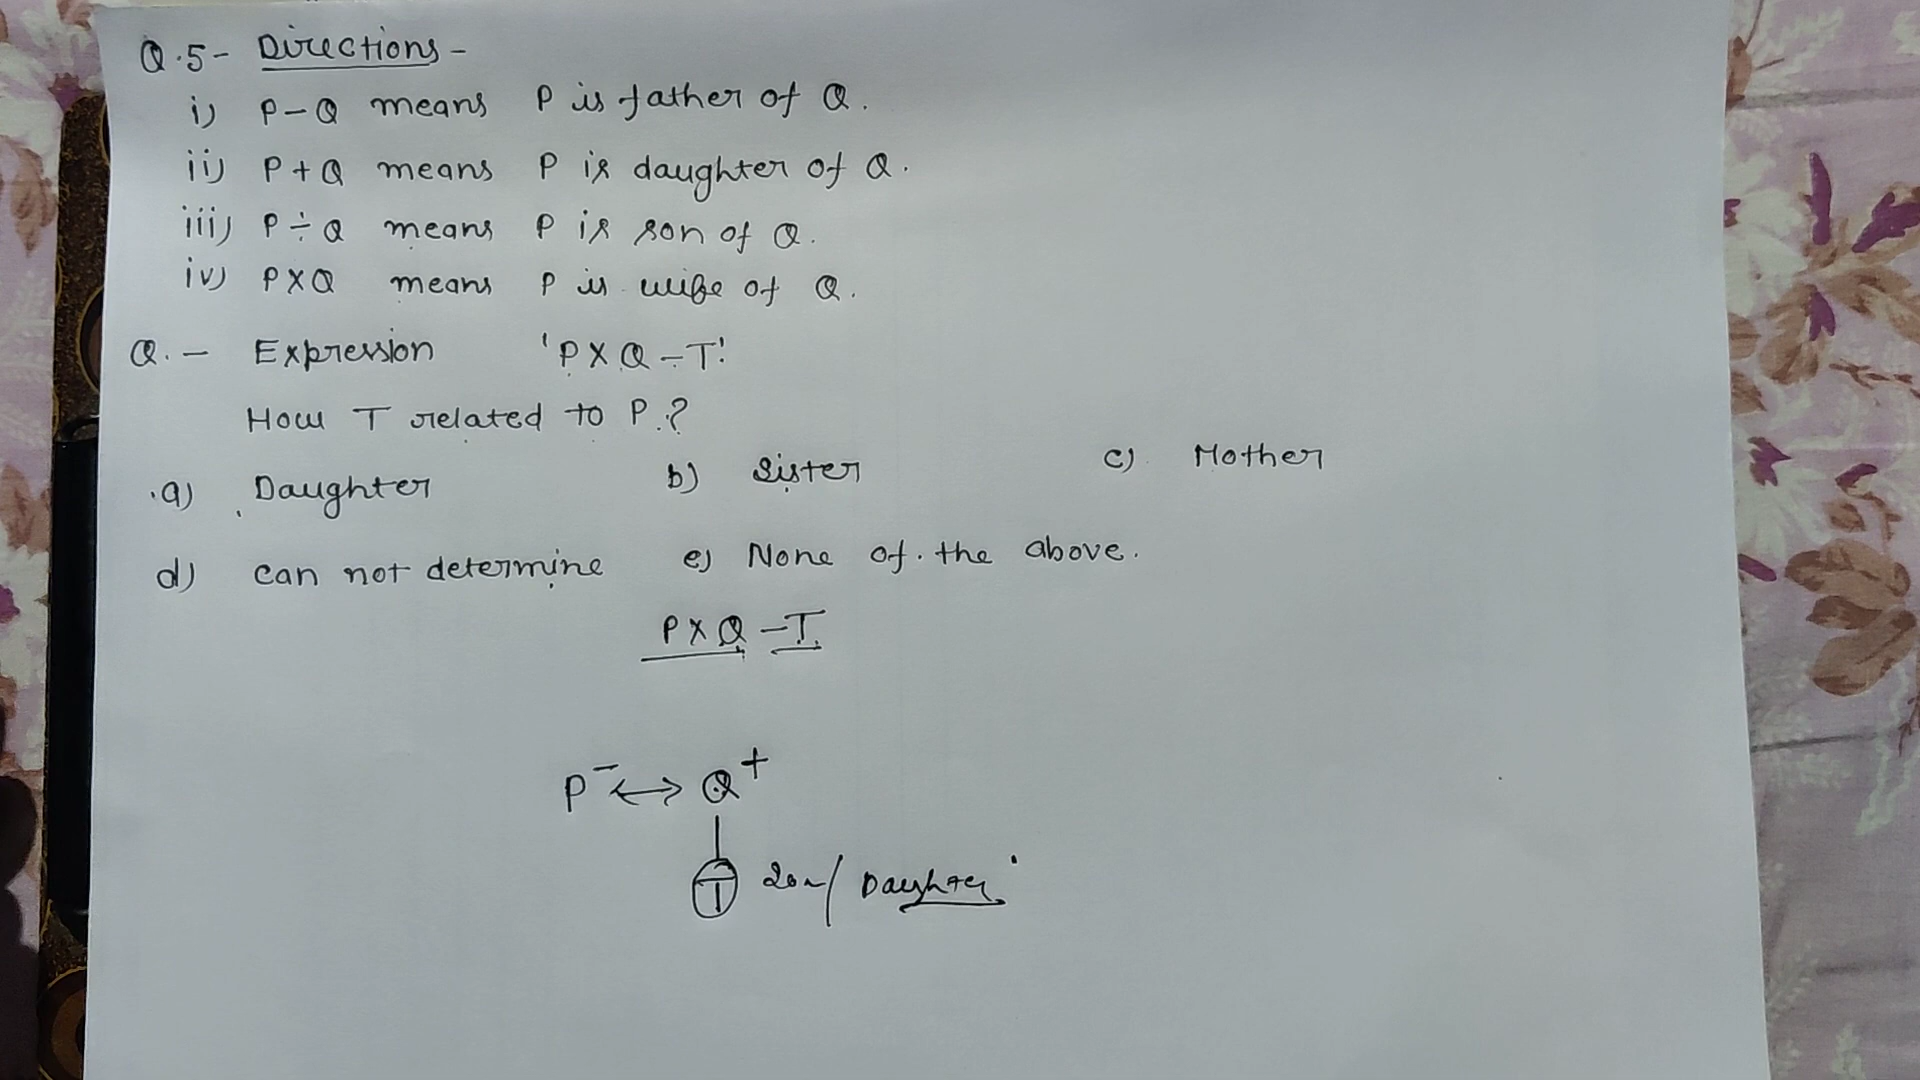 Q.5- Directions -
i) P-Q means P is father of Q.
ii) P+Q means P is daughter of Q.
iii) P÷Q means P is son of Q.
iv) P×Q means P is wife of Q.
Q. - Expression 'P×Q-T'
How T related to P.?
a) Daughter b) Sister c) Mother
d) can not determine e) None of the above.
P×Q-T
P⁻↔Q⁺
T son/Daughter